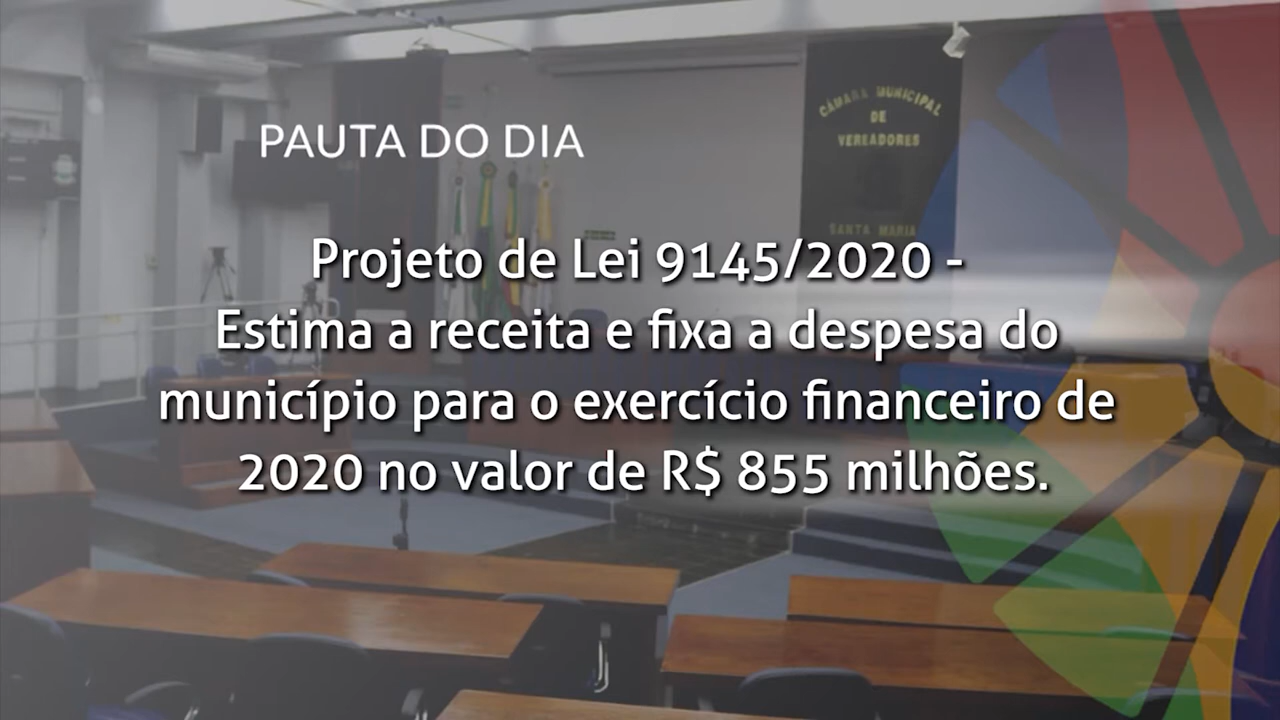 CÂMARA MUNICIPAL
DE
VEREADORES
SANTA MARIA
PAUTA DO DIA
Projeto de Lei 9145/2020 -
Estima a receita e fixa a despesa do
município para o exercício financeiro de
2020 no valor de R$ 855 milhões.